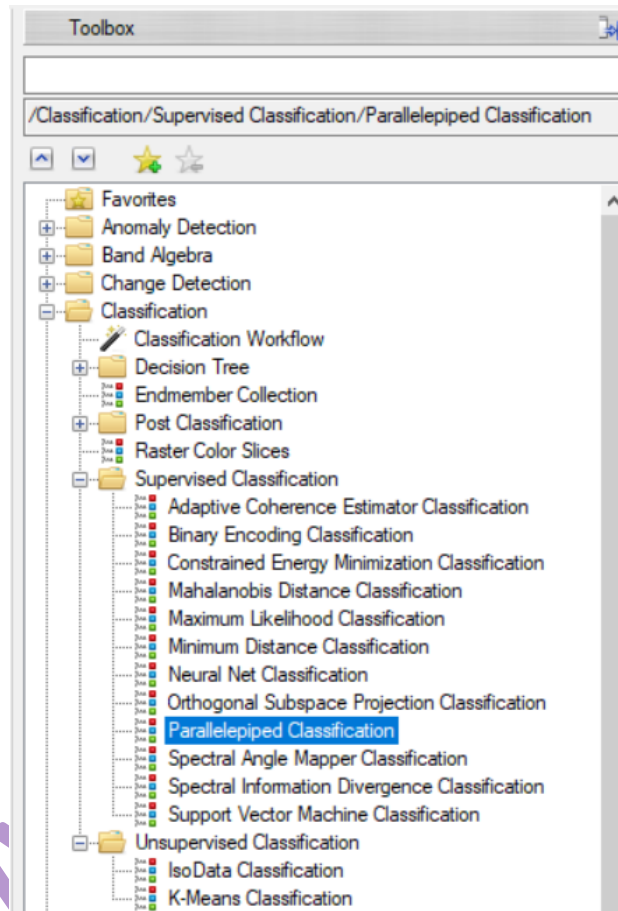 Toolbox
/Classification/Supervised Classification/Parallelepiped Classification
Favorites
Anomaly Detection
Band Algebra
Change Detection
Classification
Classification Workflow
Decision Tree
Endmember Collection
Post Classification
Raster Color Slices
Supervised Classification
Adaptive Coherence Estimator Classification
Binary Encoding Classification
Constrained Energy Minimization Classification
Mahalanobis Distance Classification
Maximum Likelihood Classification
Minimum Distance Classification
Neural Net Classification
Orthogonal Subspace Projection Classification
Parallelepiped Classification
Spectral Angle Mapper Classification
Spectral Information Divergence Classification
Support Vector Machine Classification
Unsupervised Classification
IsoData Classification
K-Means Classification